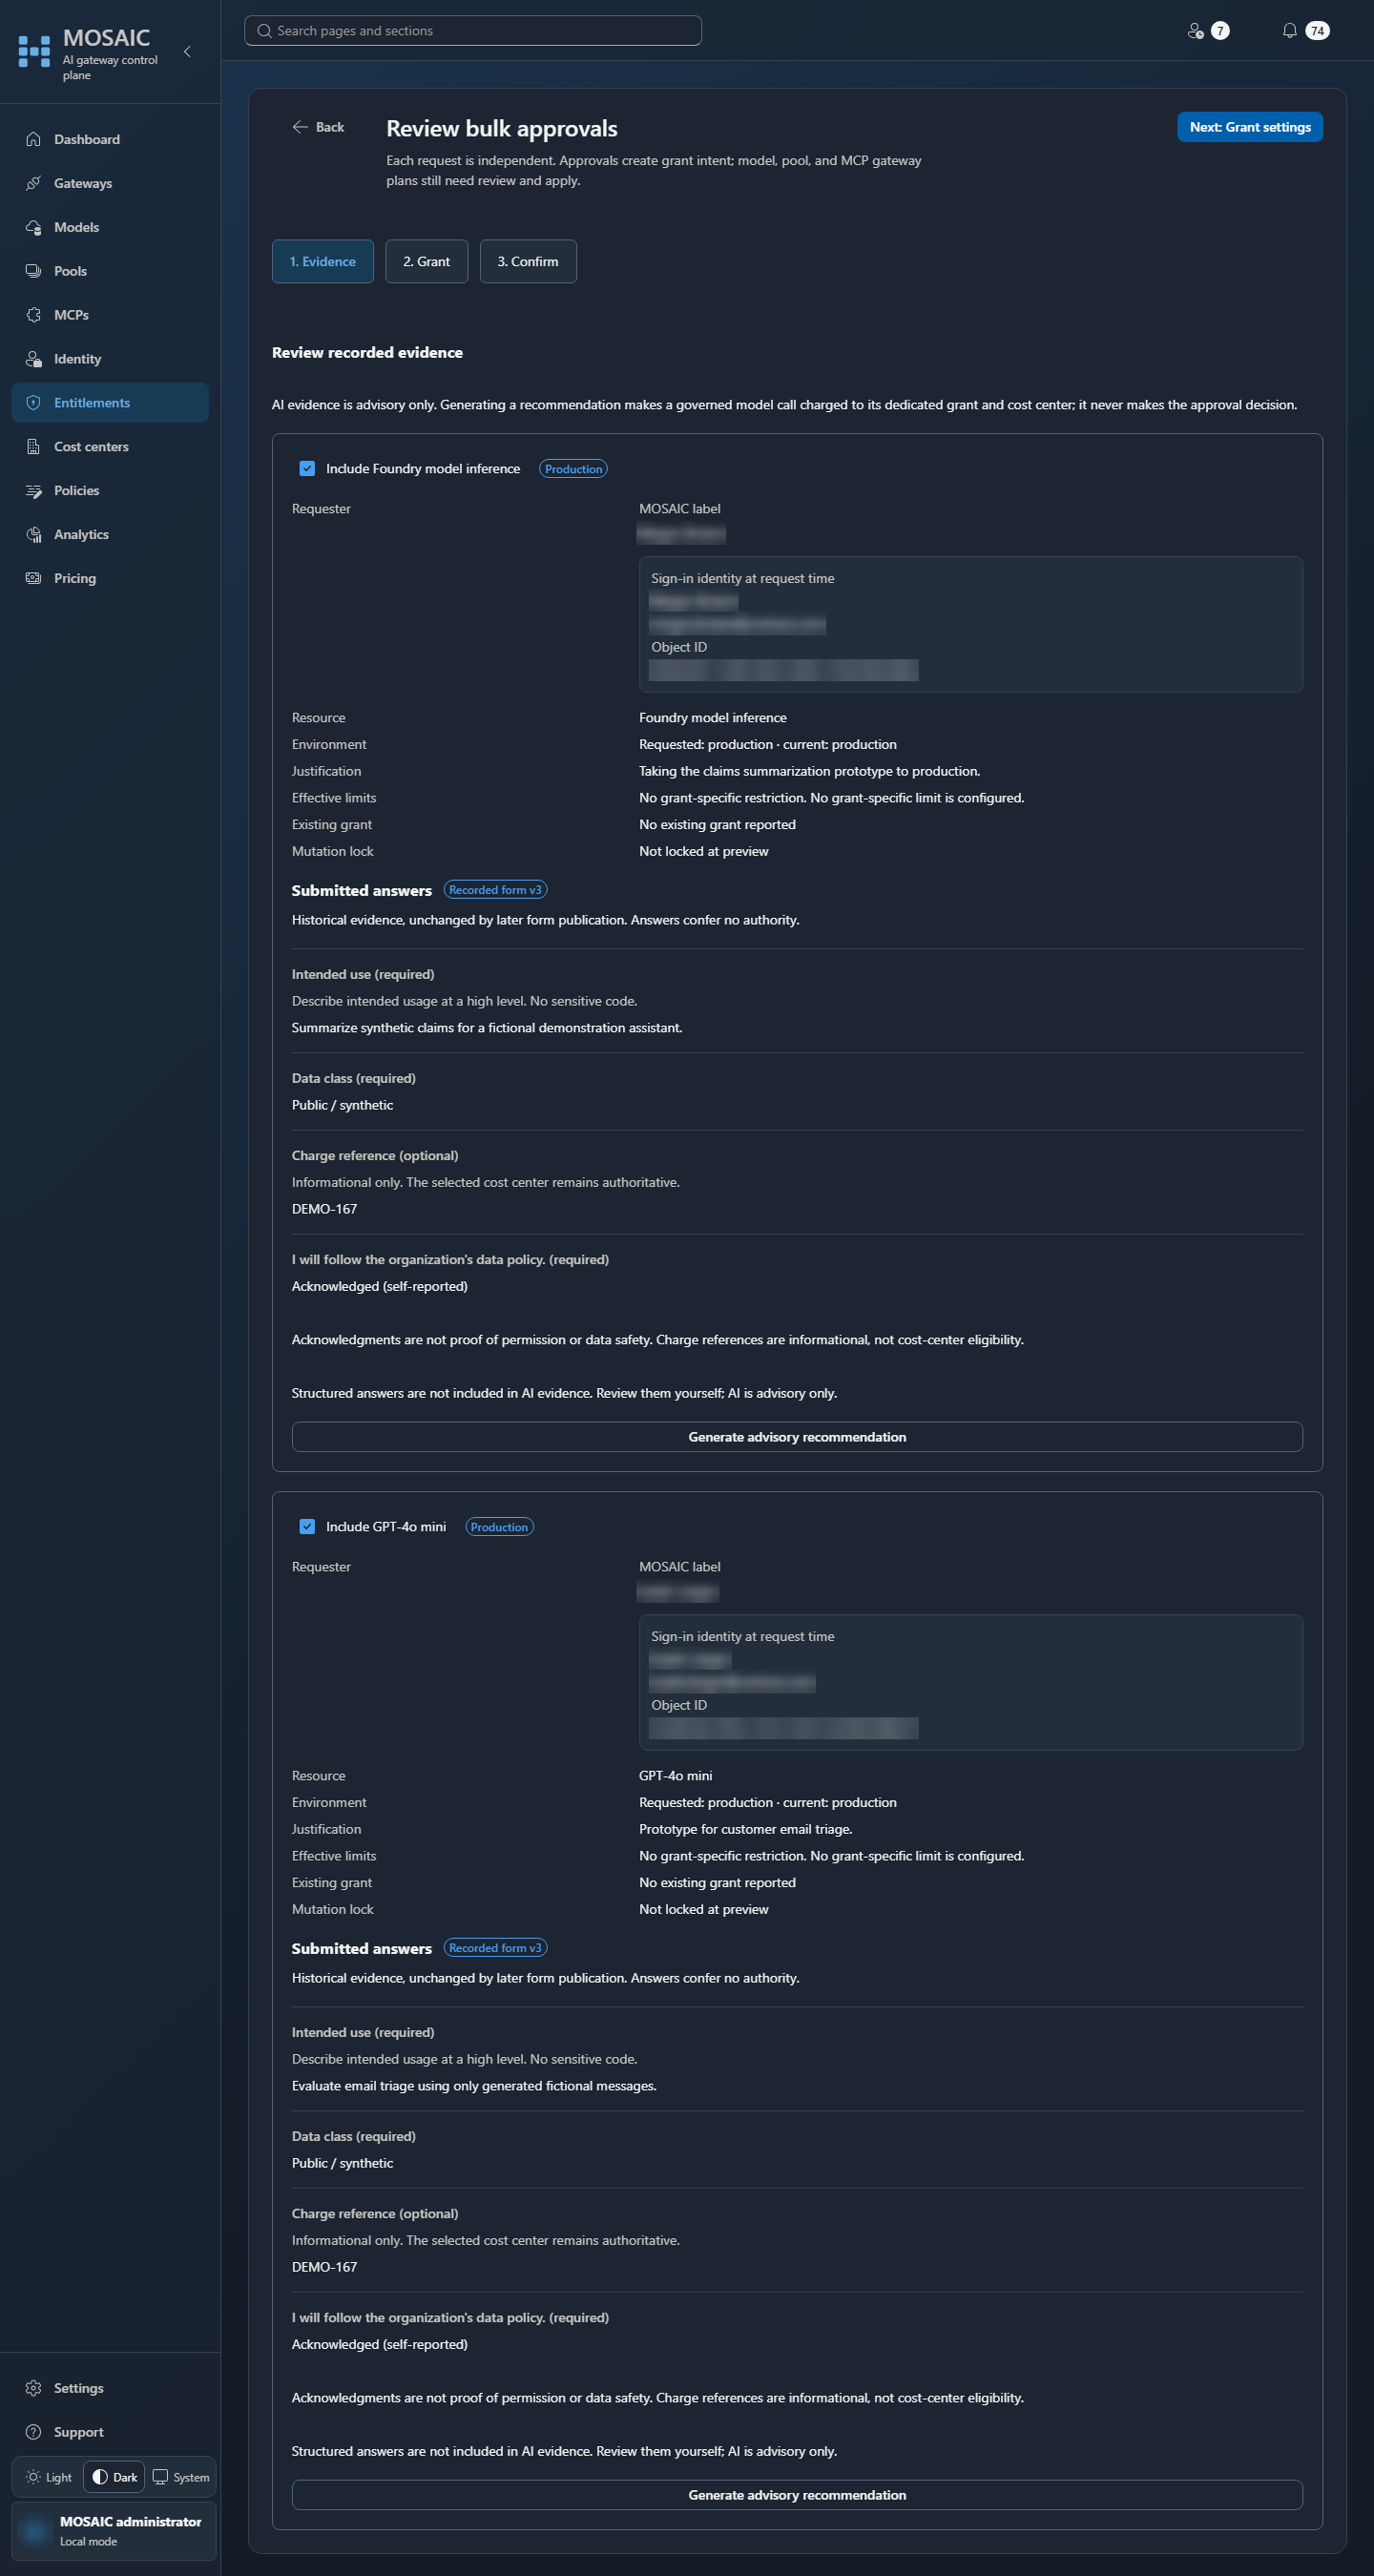 MOSAIC
AI gateway control
plane
Search pages and sections
7
74
Dashboard
Gateways
Models
Pools
MCPs
Identity
Entitlements
Cost centers
Policies
Analytics
Pricing
Back
Review bulk approvals
Next: Grant settings
Each request is independent. Approvals create grant intent; model, pool, and MCP gateway
plans still need review and apply.
1. Evidence
2. Grant
3. Confirm
Review recorded evidence
AI evidence is advisory only. Generating a recommendation makes a governed model call charged to its dedicated grant and cost center; it never makes the approval decision.
Include Foundry model inference
Production
Requester
MOSAIC label
Sign-in identity at request time
Object ID
Resource
Foundry model inference
Environment
Requested: production · current: production
Justification
Taking the claims summarization prototype to production.
Effective limits
No grant-specific restriction. No grant-specific limit is configured.
Existing grant
No existing grant reported
Mutation lock
Not locked at preview
Submitted answers
Recorded form v3
Historical evidence, unchanged by later form publication. Answers confer no authority.
Intended use (required)
Describe intended usage at a high level. No sensitive code.
Summarize synthetic claims for a fictional demonstration assistant.
Data class (required)
Public / synthetic
Charge reference (optional)
Informational only. The selected cost center remains authoritative.
DEMO-167
I will follow the organization's data policy. (required)
Acknowledged (self-reported)
Acknowledgments are not proof of permission or data safety. Charge references are informational, not cost-center eligibility.
Structured answers are not included in AI evidence. Review them yourself; AI is advisory only.
Generate advisory recommendation
Include GPT-4o mini
Production
Requester
MOSAIC label
Sign-in identity at request time
Object ID
Resource
GPT-4o mini
Environment
Requested: production · current: production
Justification
Prototype for customer email triage.
Effective limits
No grant-specific restriction. No grant-specific limit is configured.
Existing grant
No existing grant reported
Mutation lock
Not locked at preview
Submitted answers
Recorded form v3
Historical evidence, unchanged by later form publication. Answers confer no authority.
Intended use (required)
Describe intended usage at a high level. No sensitive code.
Evaluate email triage using only generated fictional messages.
Data class (required)
Public / synthetic
Charge reference (optional)
Informational only. The selected cost center remains authoritative.
DEMO-167
I will follow the organization's data policy. (required)
Acknowledged (self-reported)
Acknowledgments are not proof of permission or data safety. Charge references are informational, not cost-center eligibility.
Structured answers are not included in AI evidence. Review them yourself; AI is advisory only.
Generate advisory recommendation
Settings
Support
Light
Dark
System
MOSAIC administrator
Local mode